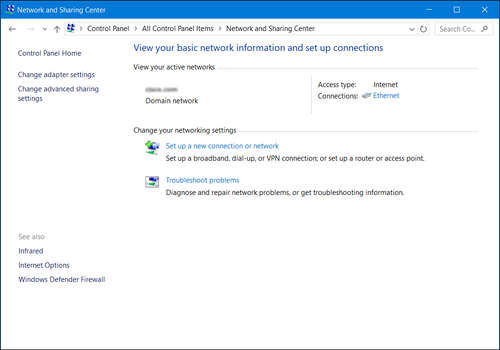 Network and Sharing Center
Control Panel > All Control Panel Items > Network and Sharing Center
Search Co...
Control Panel Home
Change adapter settings
Change advanced sharing
settings
View your basic network information and set up connections
View your active networks
Domain network
Access type: Internet
Connections: Ethernet
Change your networking settings
Set up a new connection or network
Set up a broadband, dial-up, or VPN connection; or set up a router or access point.
Troubleshoot problems
Diagnose and repair network problems, or get troubleshooting information.
See also
Infrared
Internet Options
Windows Defender Firewall